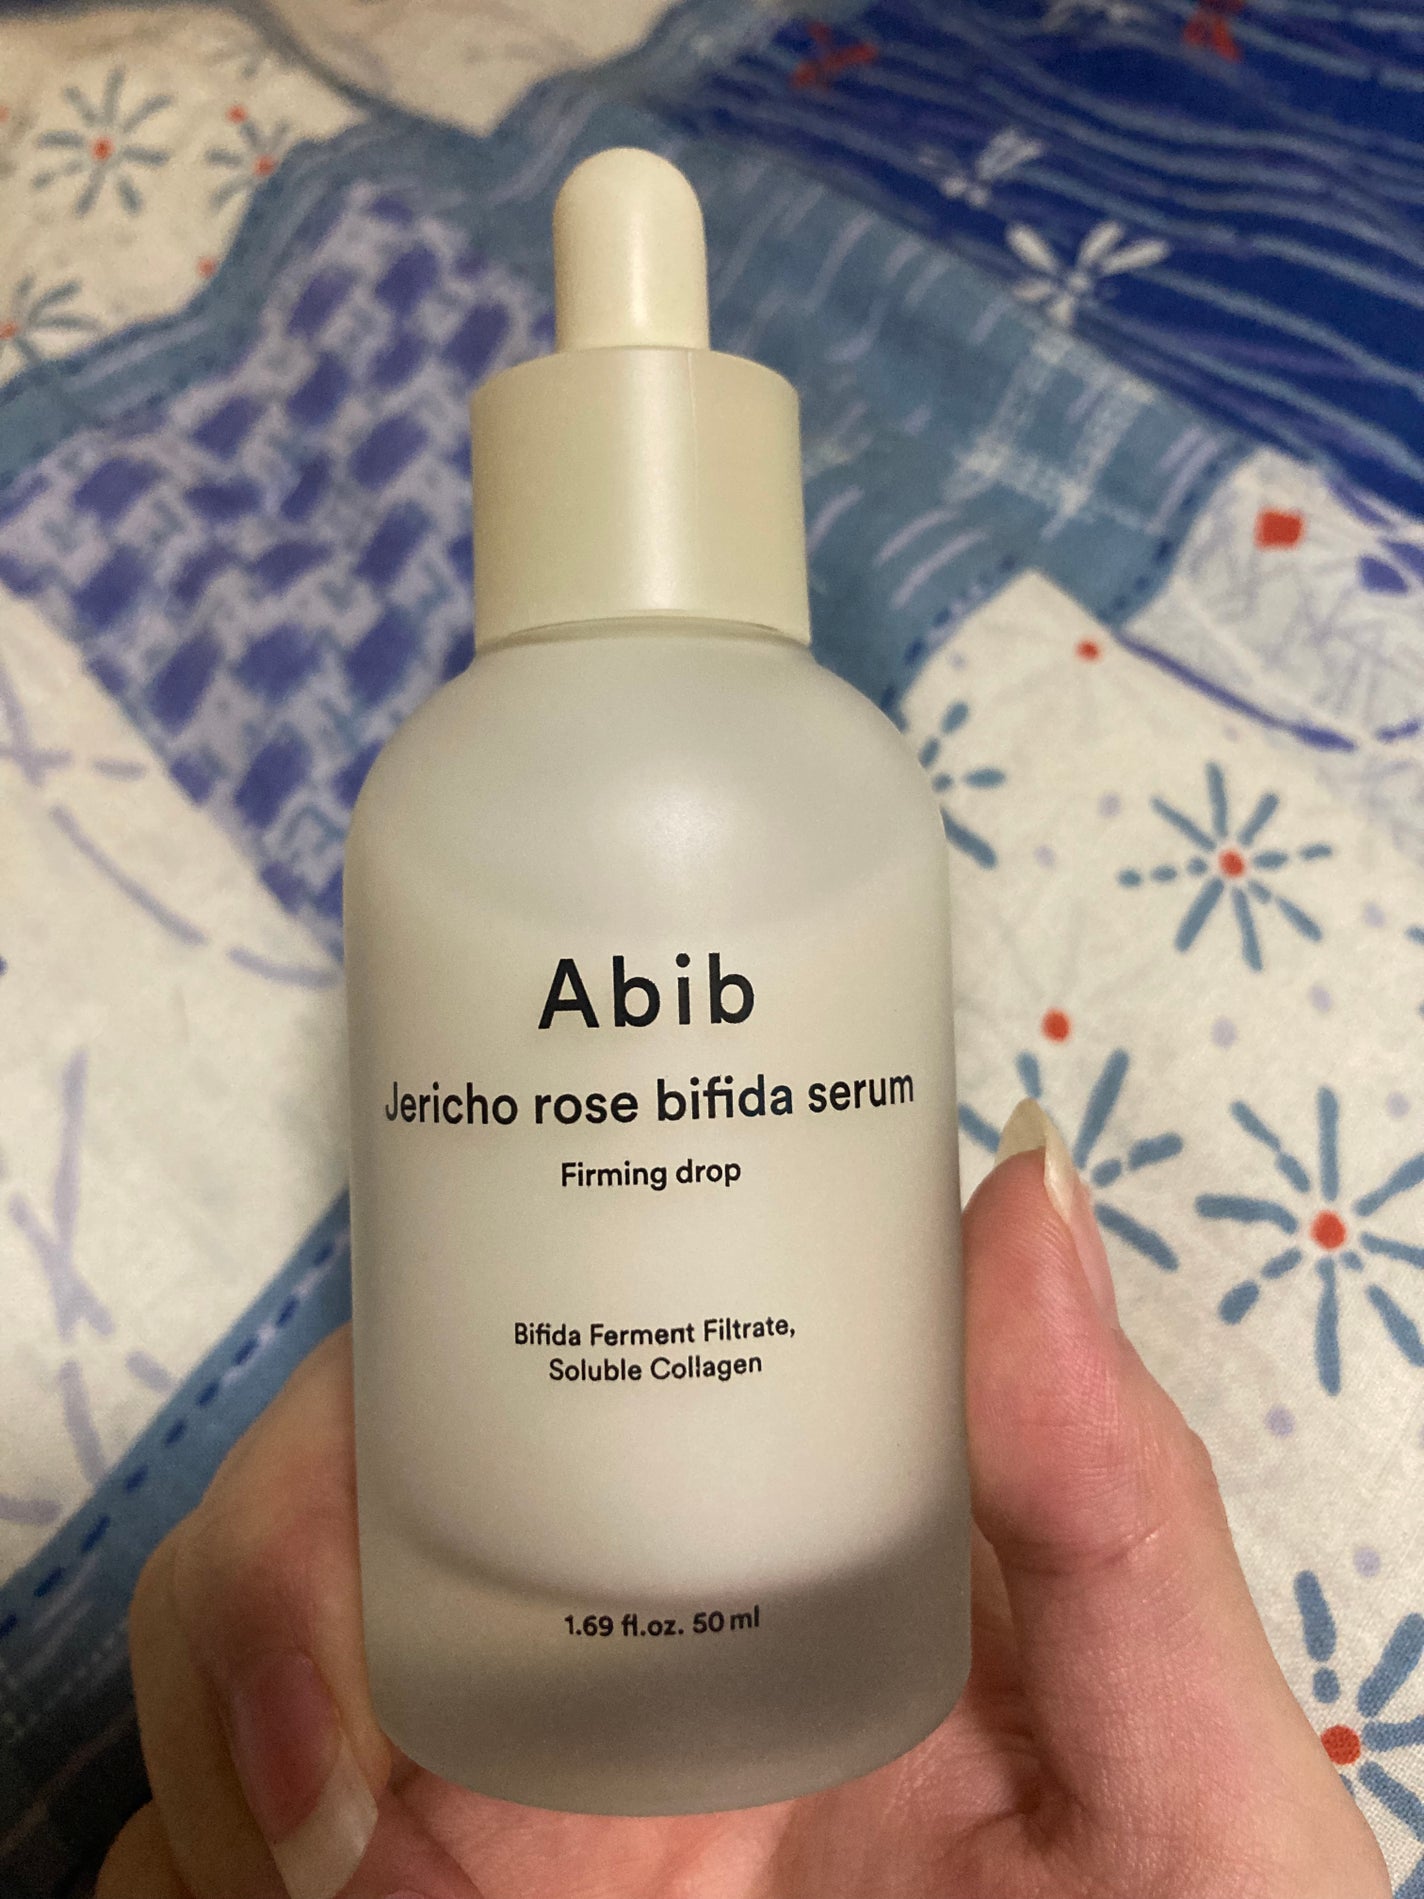 Abib
Jericho rose bifida serum
Firming drop
Bifida Ferment Filtrate,
Soluble Collagen
1.69 fl.oz. 50 ml